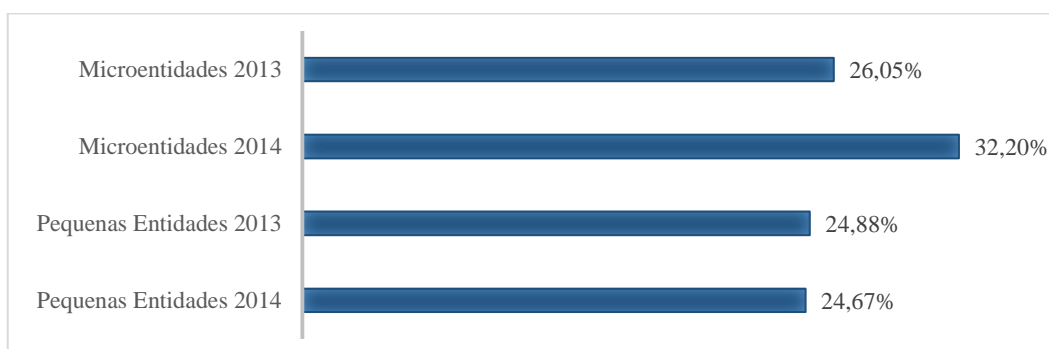 Microentidades 2013 26,05%
Microentidades 2014 32,20%
Pequenas Entidades 2013 24,88%
Pequenas Entidades 2014 24,67%